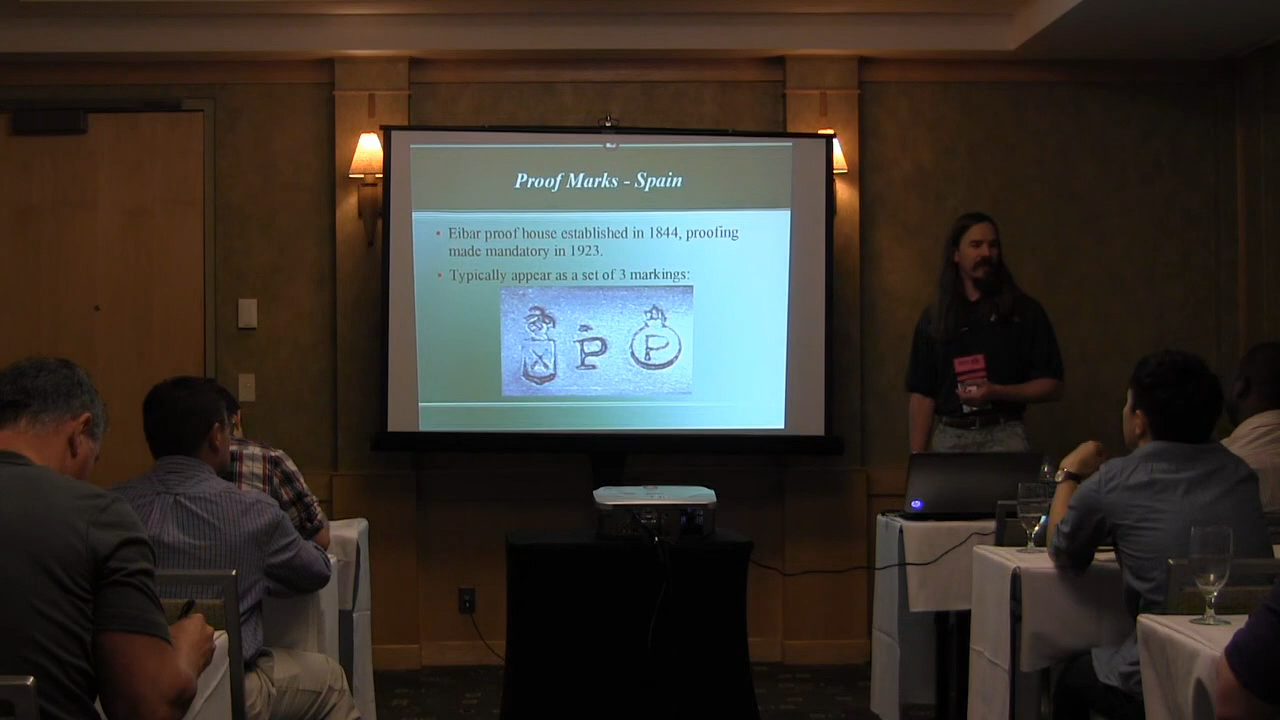 Proof Marks - Spain
• Eibar proof house established in 1844, proofing
made mandatory in 1923.
• Typically appear as a set of 3 markings:
X P P
hp